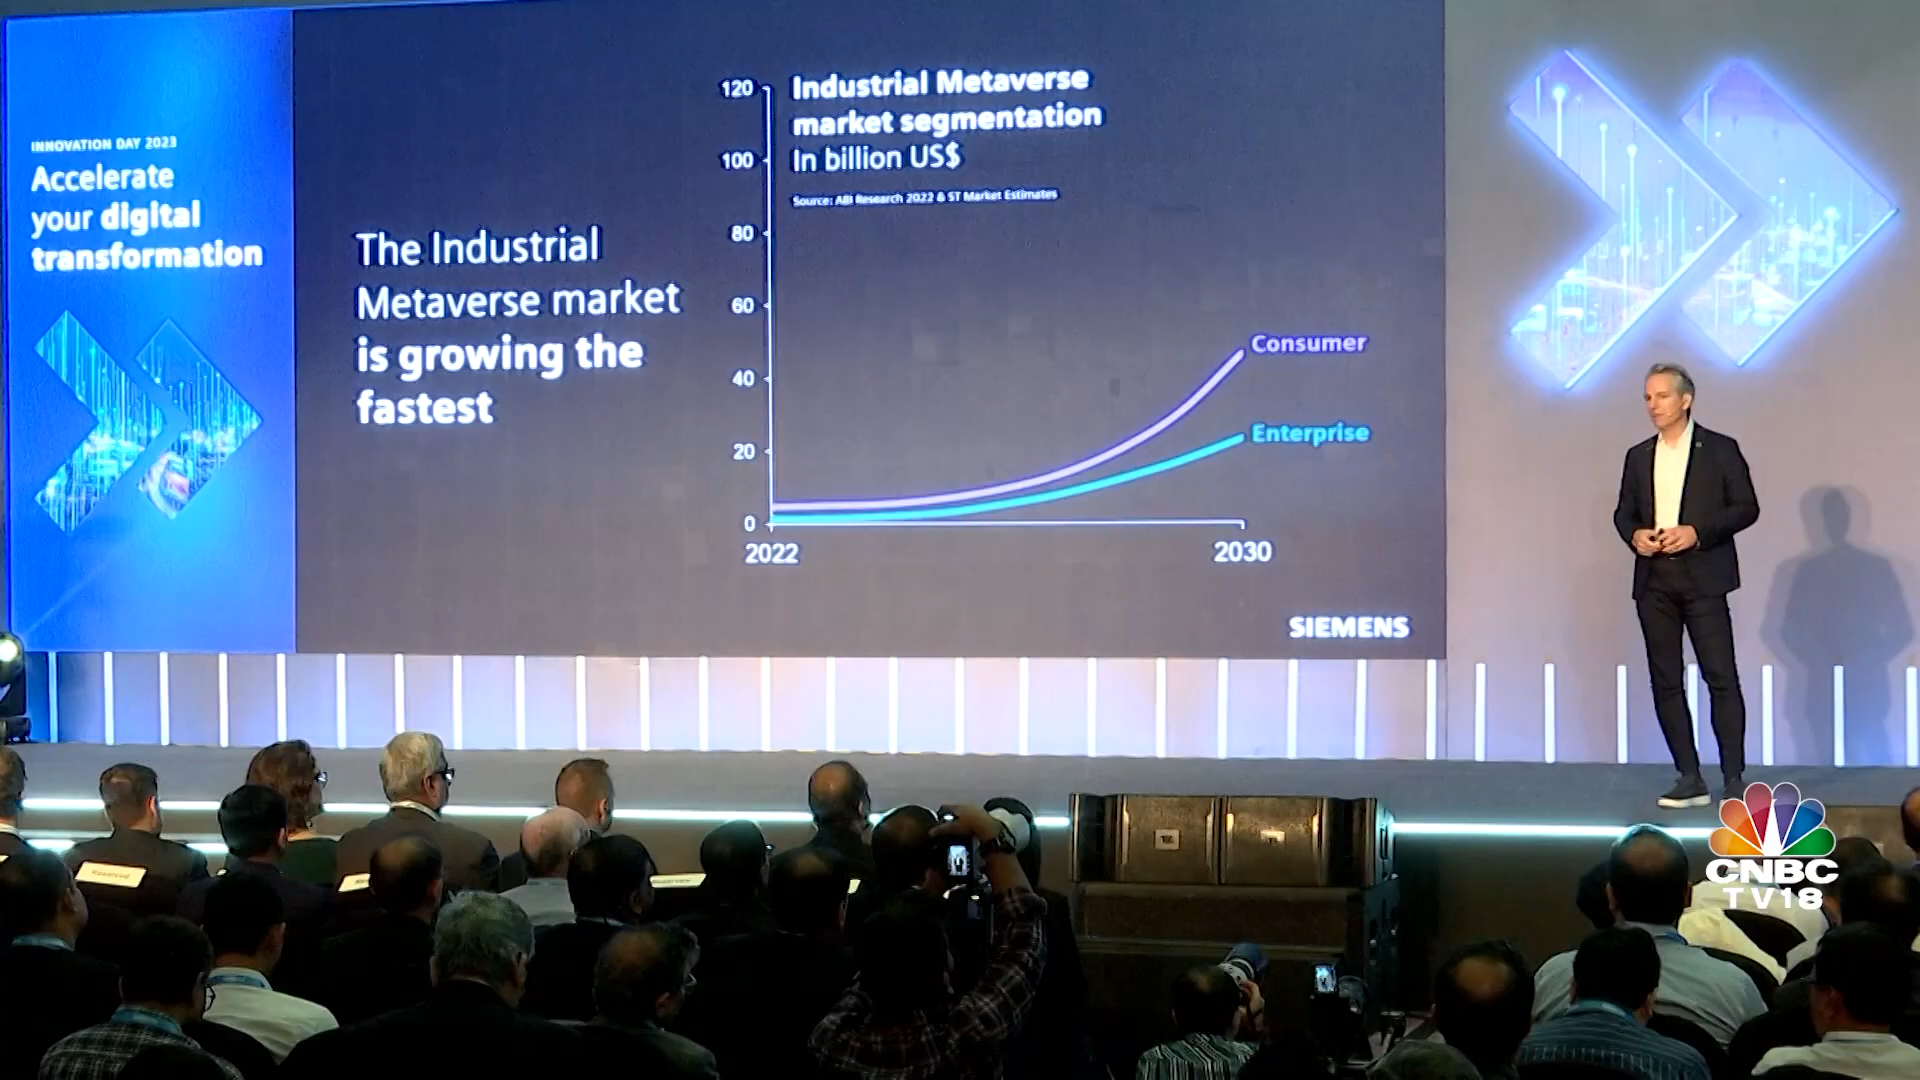 INNOVATION DAY 2023
Accelerate
your digital
transformation
The Industrial
Metaverse market
is growing the
fastest
Industrial Metaverse
market segmentation
In billion US$
Source: ABI Research 2022 & ST Market Estimates
120
100
80
60
40
20
0
2022
2030
Consumer
Enterprise
SIEMENS
Reserved
CNBC
TV18